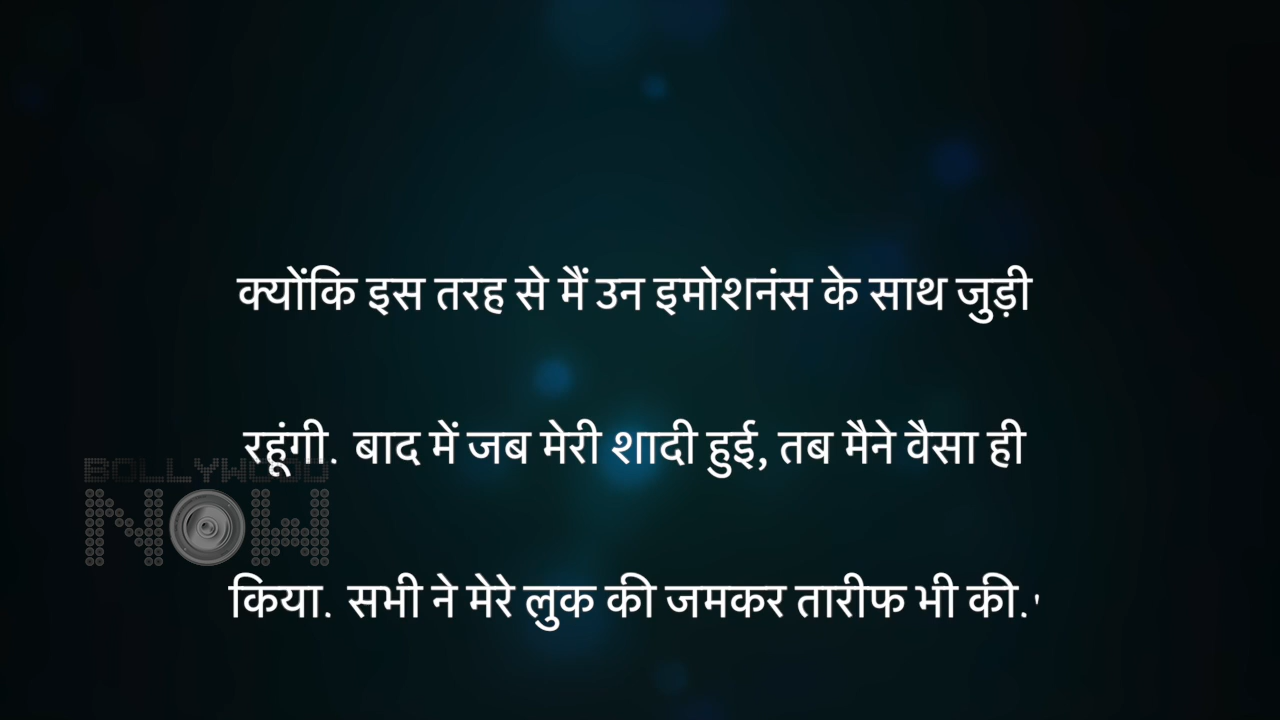 क्योंकि इस तरह से मैं उन इमोशनंस के साथ जुड़ी
रहूंगी. बाद में जब मेरी शादी हुई, तब मैने वैसा ही
BOLLYWOOD
NOW
किया. सभी ने मेरे लुक की जमकर तारीफ भी की.'